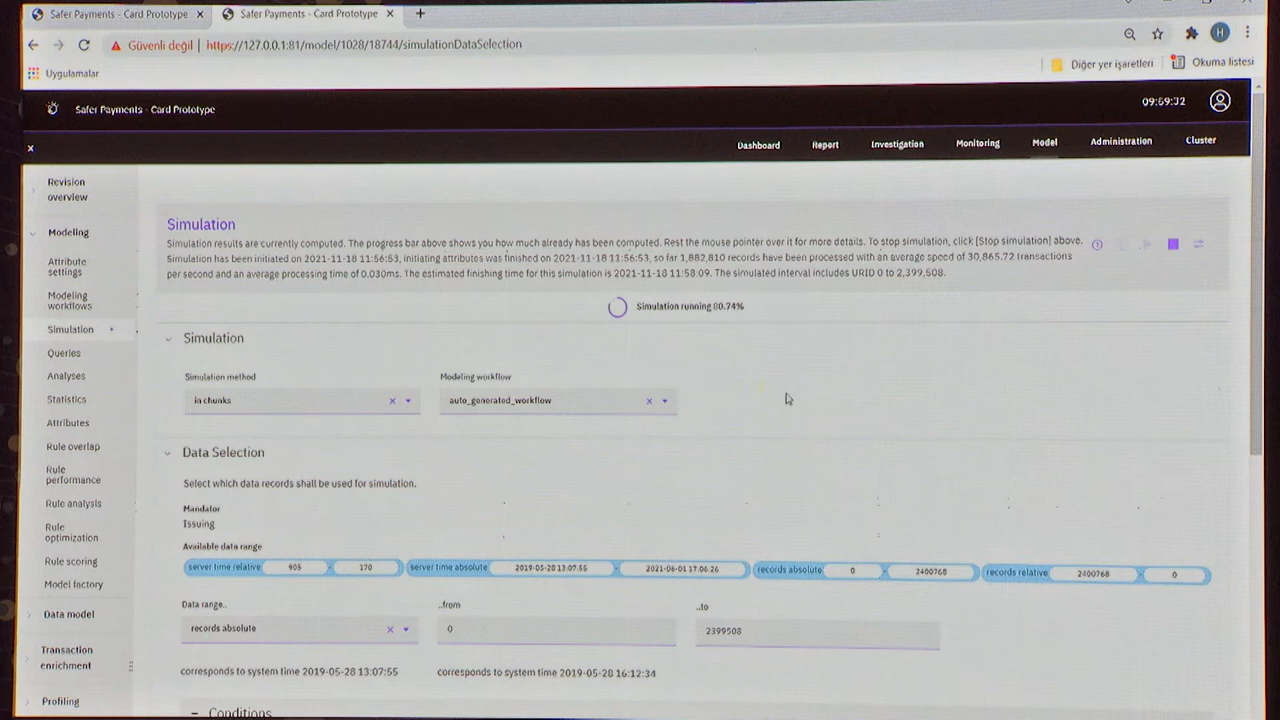 Safer Payments - Card Prototype
Safer Payments - Card Prototype
Güvenli değil | https://127.0.0.1:81/model/1028/18744/simulationDataSelection
H
Uygulamalar
Diğer yer işaretleri
Okuma listesi
Safer Payments - Card Prototype
Dashboard
Report
Investigation
Monitoring
Model
Administration
Cluster
Revision
overview
Modeling
Attribute
settings
Modeling
workflows
Simulation
Queries
Analyses
Statistics
Attributes
Rule overlap
Rule
performance
Rule analysis
Rule
optimization
Rule scoring
Model factory
Data model
Transaction
enrichment
Profiling
Simulation
Simulation results are currently computed. The progress bar above shows you how much already has been computed. Rest the mouse pointer over it for more details. To stop simulation, click [Stop simulation] above.
Simulation has been initiated on 2021-11-18 11:56:53, initiating attributes was finished on 2021-11-18 11:56:53, so far 1,882,810 records have been processed with an average speed of 30,865.72 transactions
per second and an average processing time of 0.030ms. The estimated finishing time for this simulation is 2021-11-18 11:58:09. The simulated interval includes URID 0 to 2,399,508.
Simulation running 80.74%
Simulation
Simulation method
in chunks
Modeling workflow
auto_generated_workflow
Data Selection
Select which data records shall be used for simulation.
Mandator
Issuing
Available data range
server time relative 905 - 170
server time absolute 2019-05-28 13:07:55 - 2021-06-01 17:06:26
records absolute 0 - 2400768
records relative 2400768 - 0
Data range..
records absolute
..from
0
..to
2399508
corresponds to system time 2019-05-28 13:07:55
corresponds to system time 2019-05-28 16:12:34
Conditions